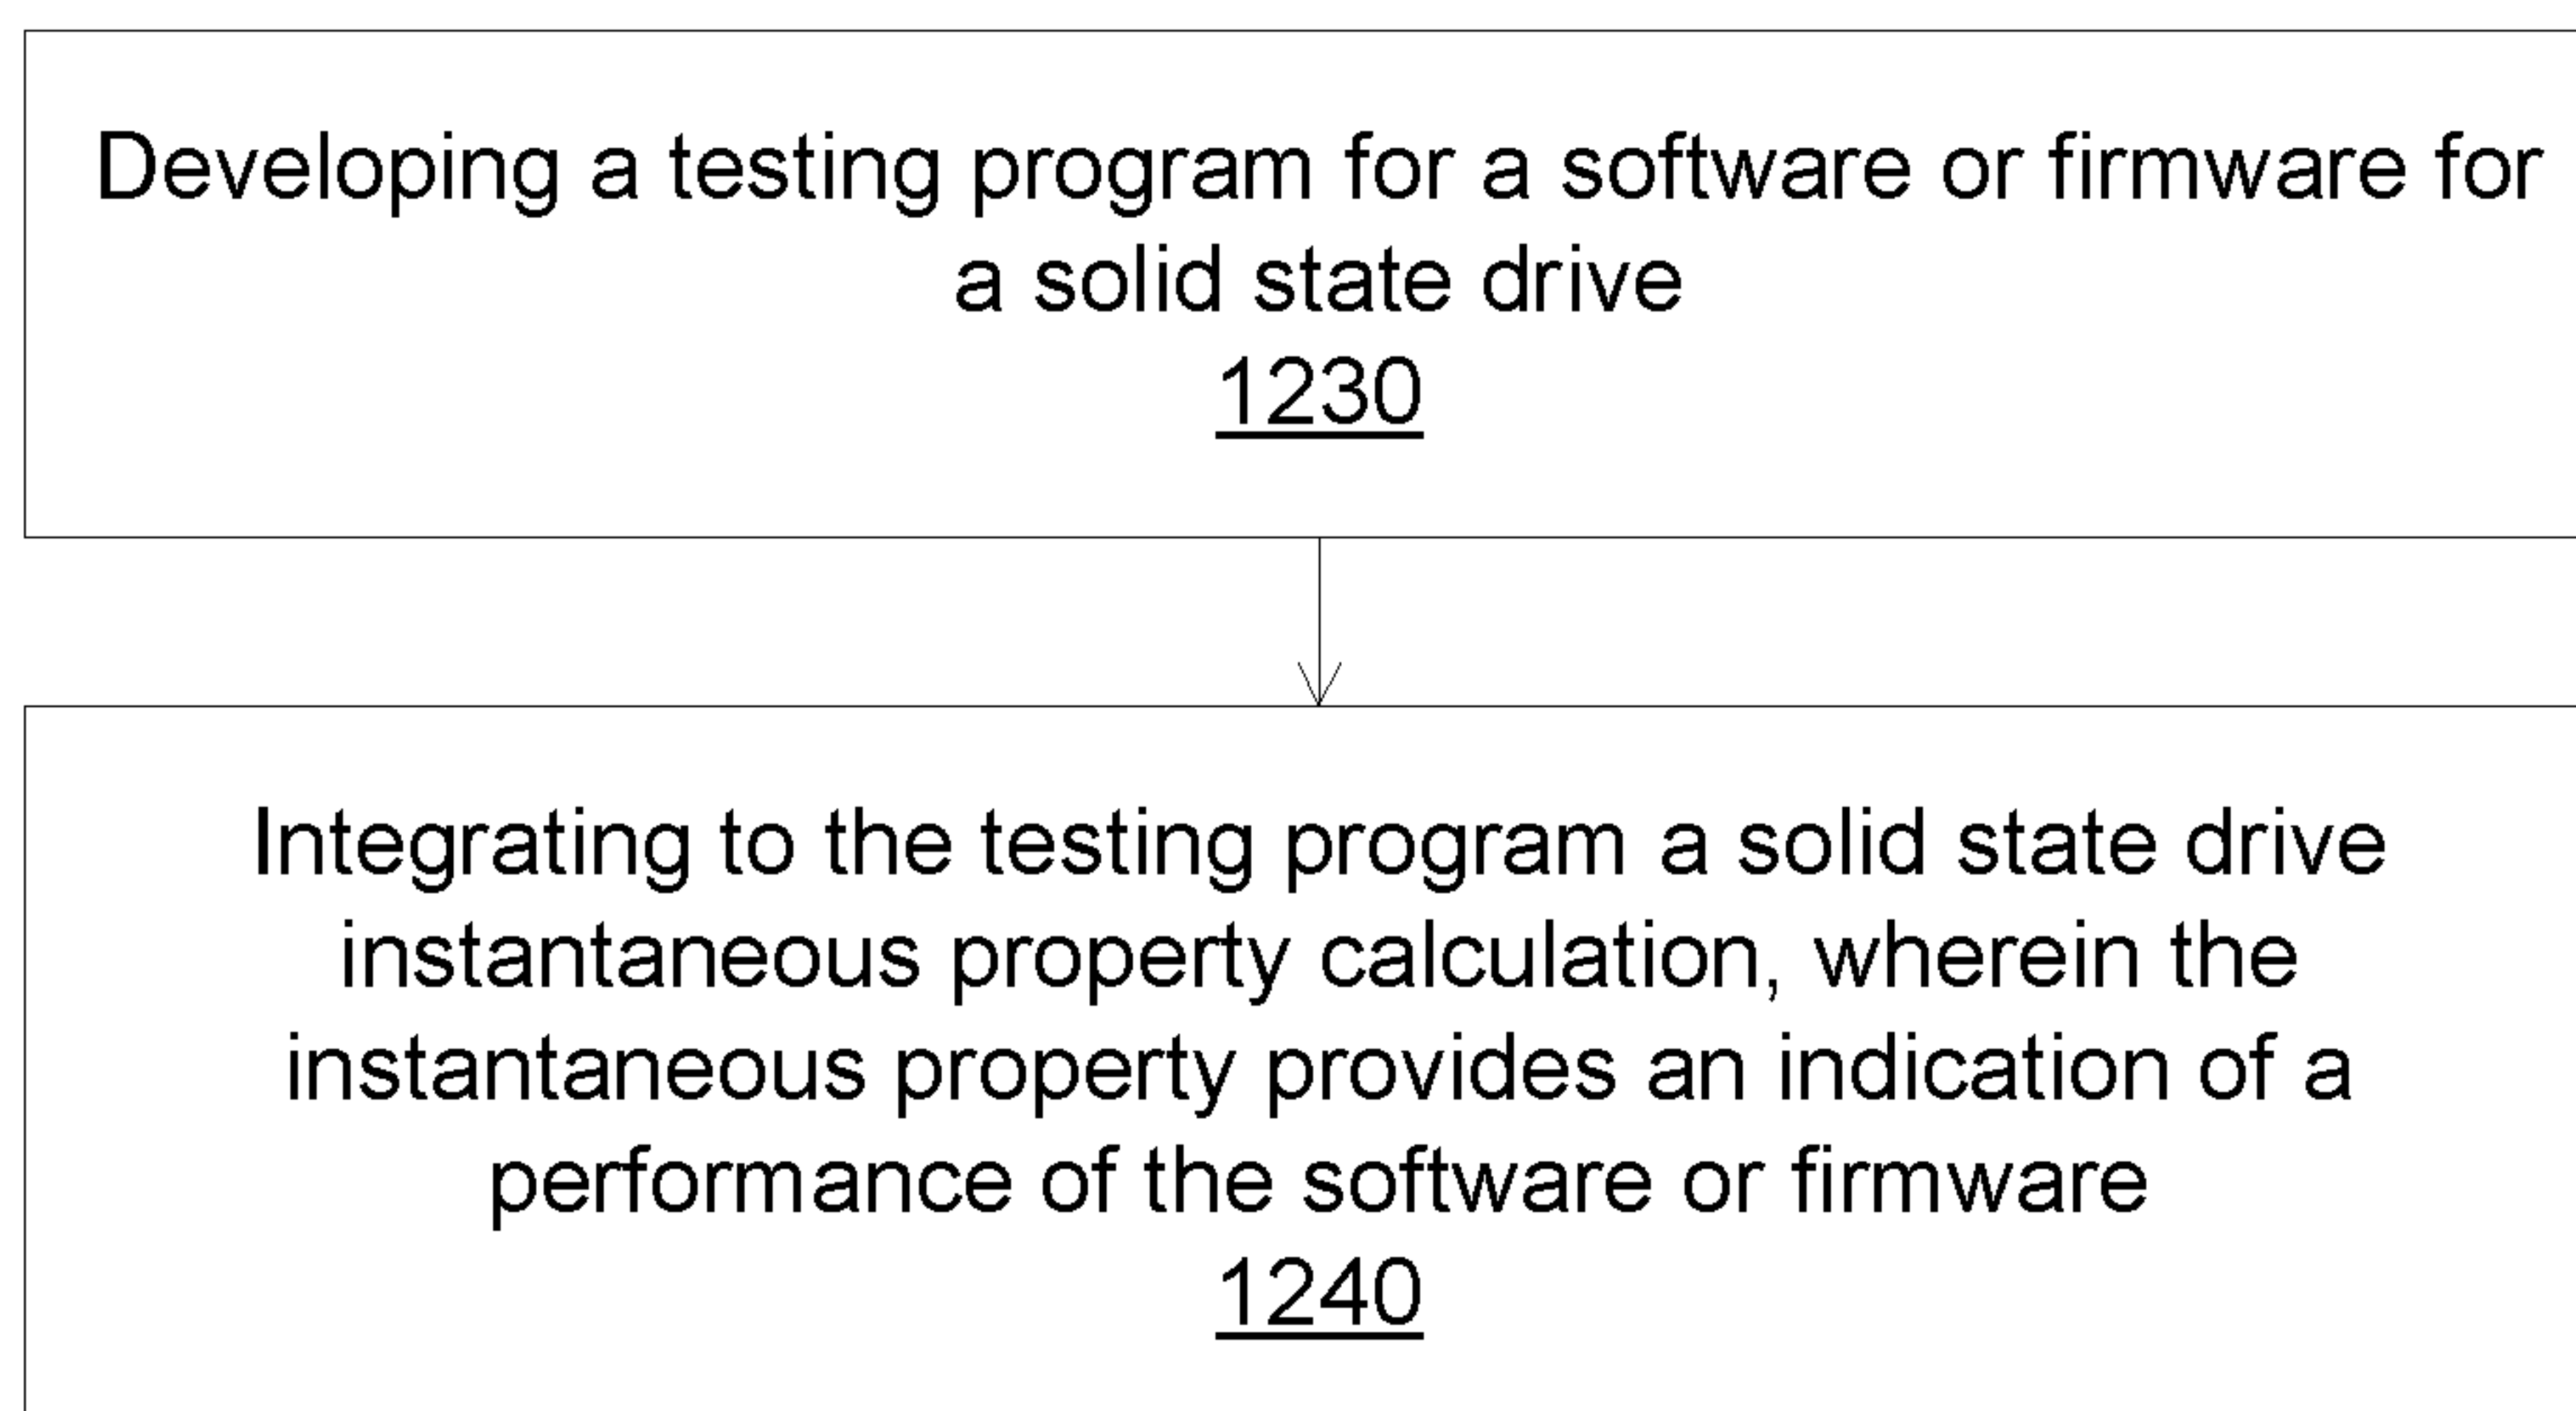 Developing a testing program for a software or firmware for
a solid state drive
1230
Integrating to the testing program a solid state drive
instantaneous property calculation, wherein the
instantaneous property provides an indication of a
performance of the software or firmware
1240